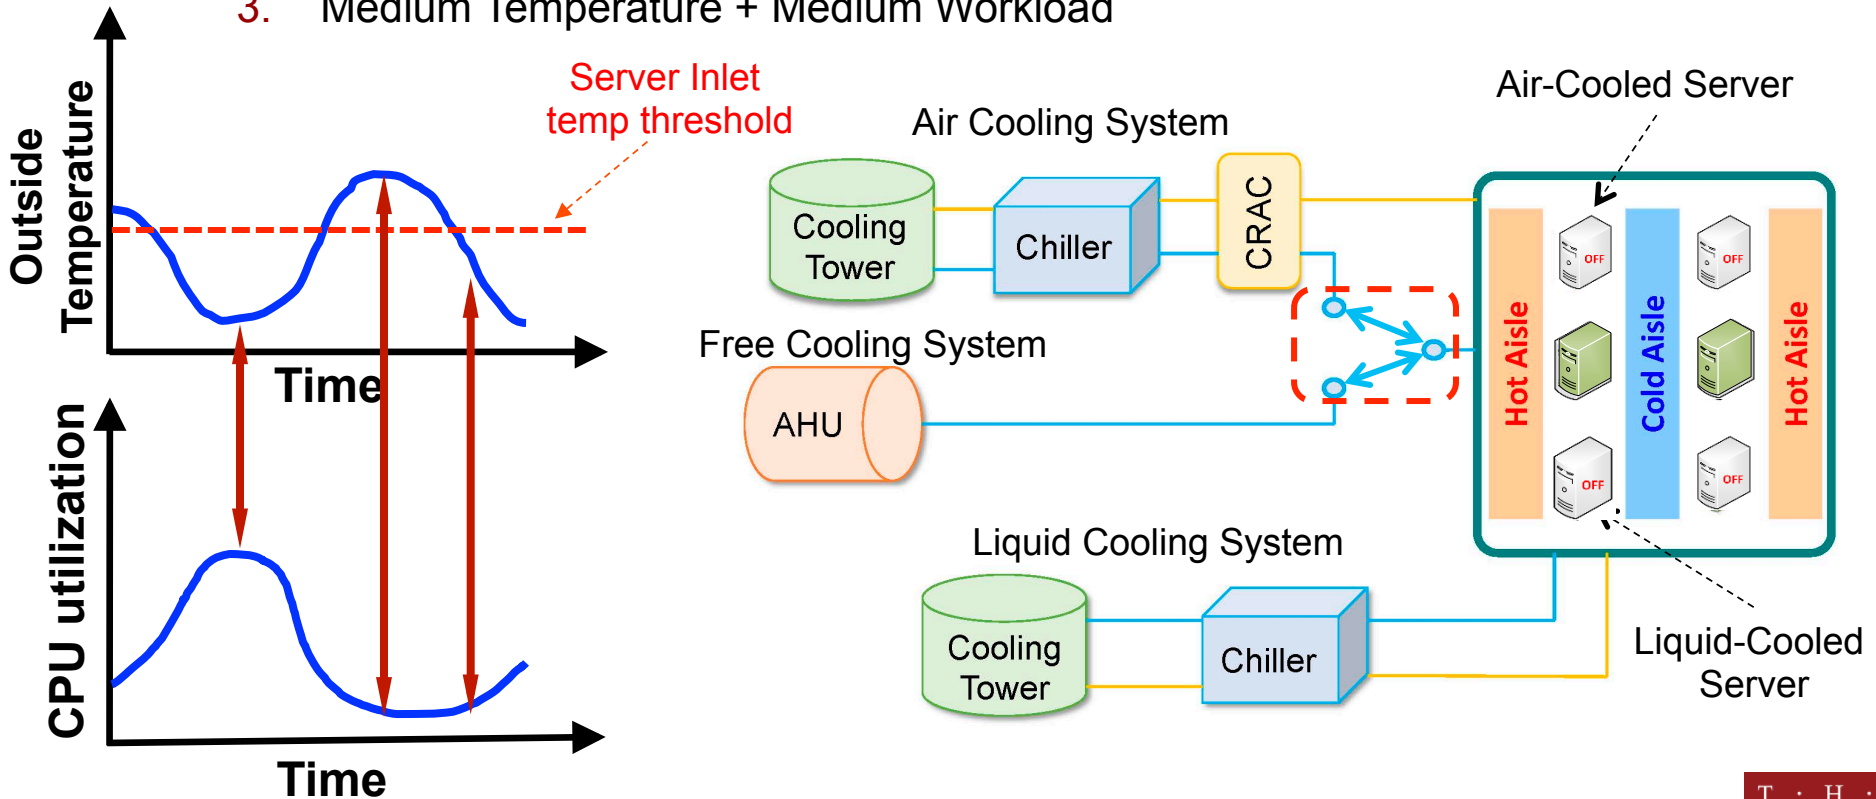 3. Medium Temperature + Medium Workload
Outside
Temperature
Server Inlet
temp threshold
Time
CPU utilization
Time
Air Cooling System
Cooling
Tower
Chiller
CRAC
Free Cooling System
AHU
Liquid Cooling System
Cooling
Tower
Chiller
Air-Cooled Server
Hot Aisle
OFF
OFF
Cold Aisle
OFF
OFF
Hot Aisle
Liquid-Cooled
Server
T · H ·